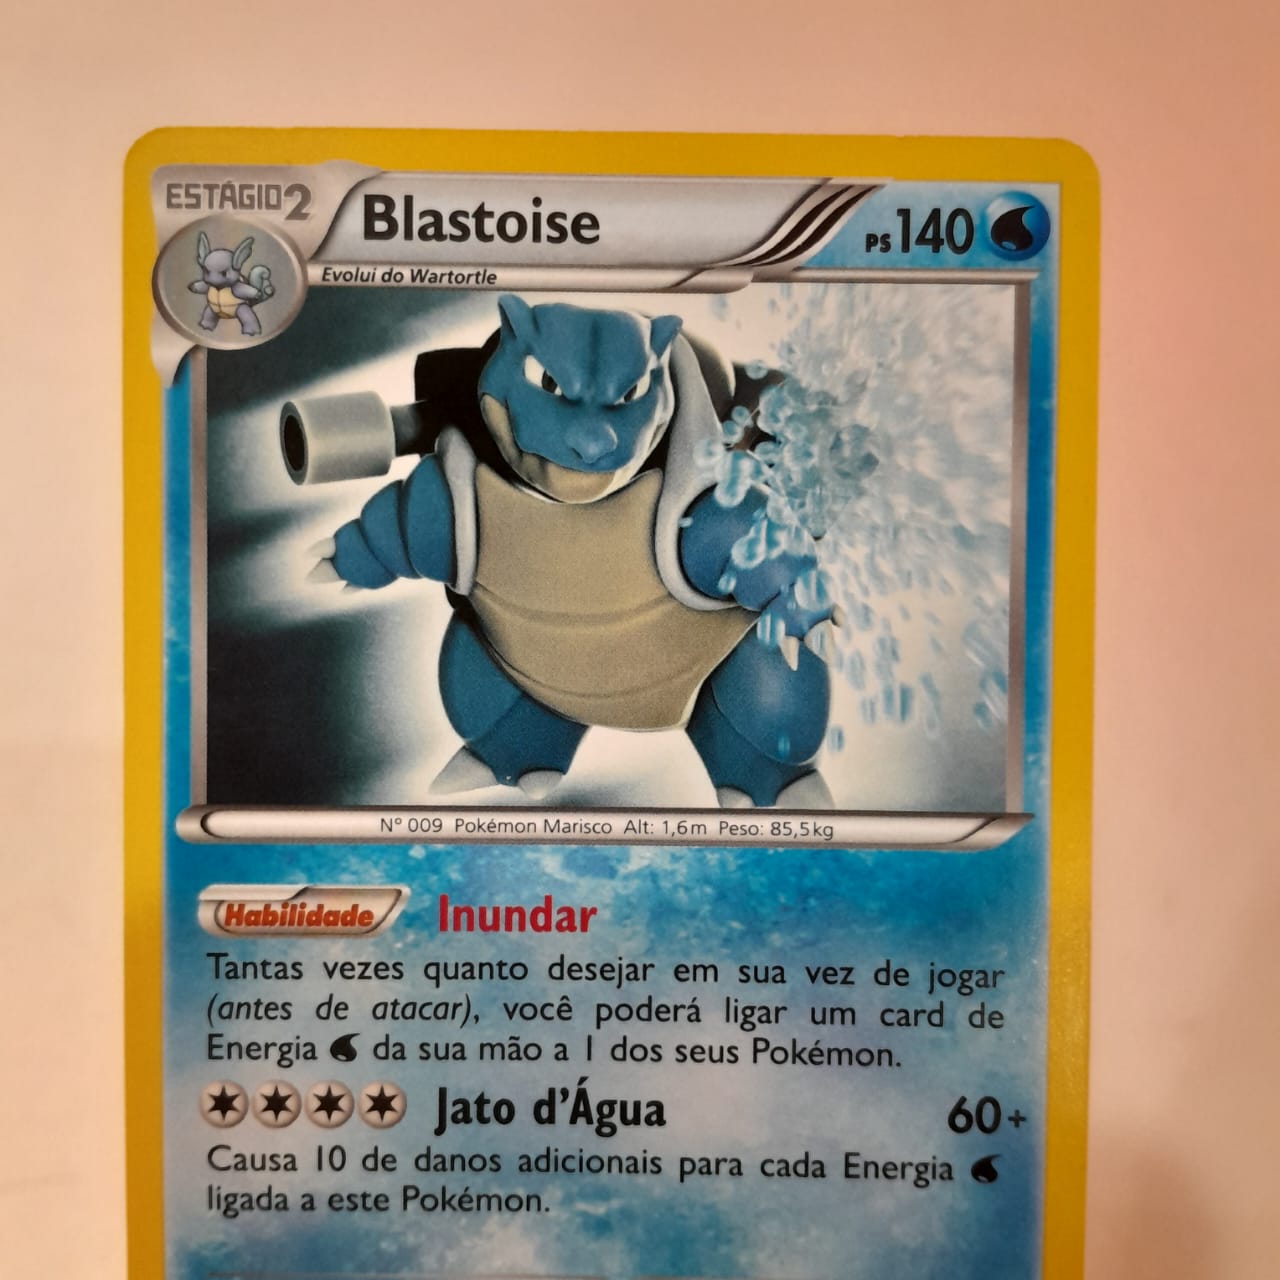 ESTÁGIO2
Blastoise
PS140
Evolui do Wartortle
Nº 009 Pokémon Marisco Alt: 1,6m Peso: 85,5kg
Habilidade Inundar
Tantas vezes quanto desejar em sua vez de jogar
(antes de atacar), você poderá ligar um card de
Energia da sua mão a 1 dos seus Pokémon.
Jato d'Água 60+
Causa 10 de danos adicionais para cada Energia
ligada a este Pokémon.